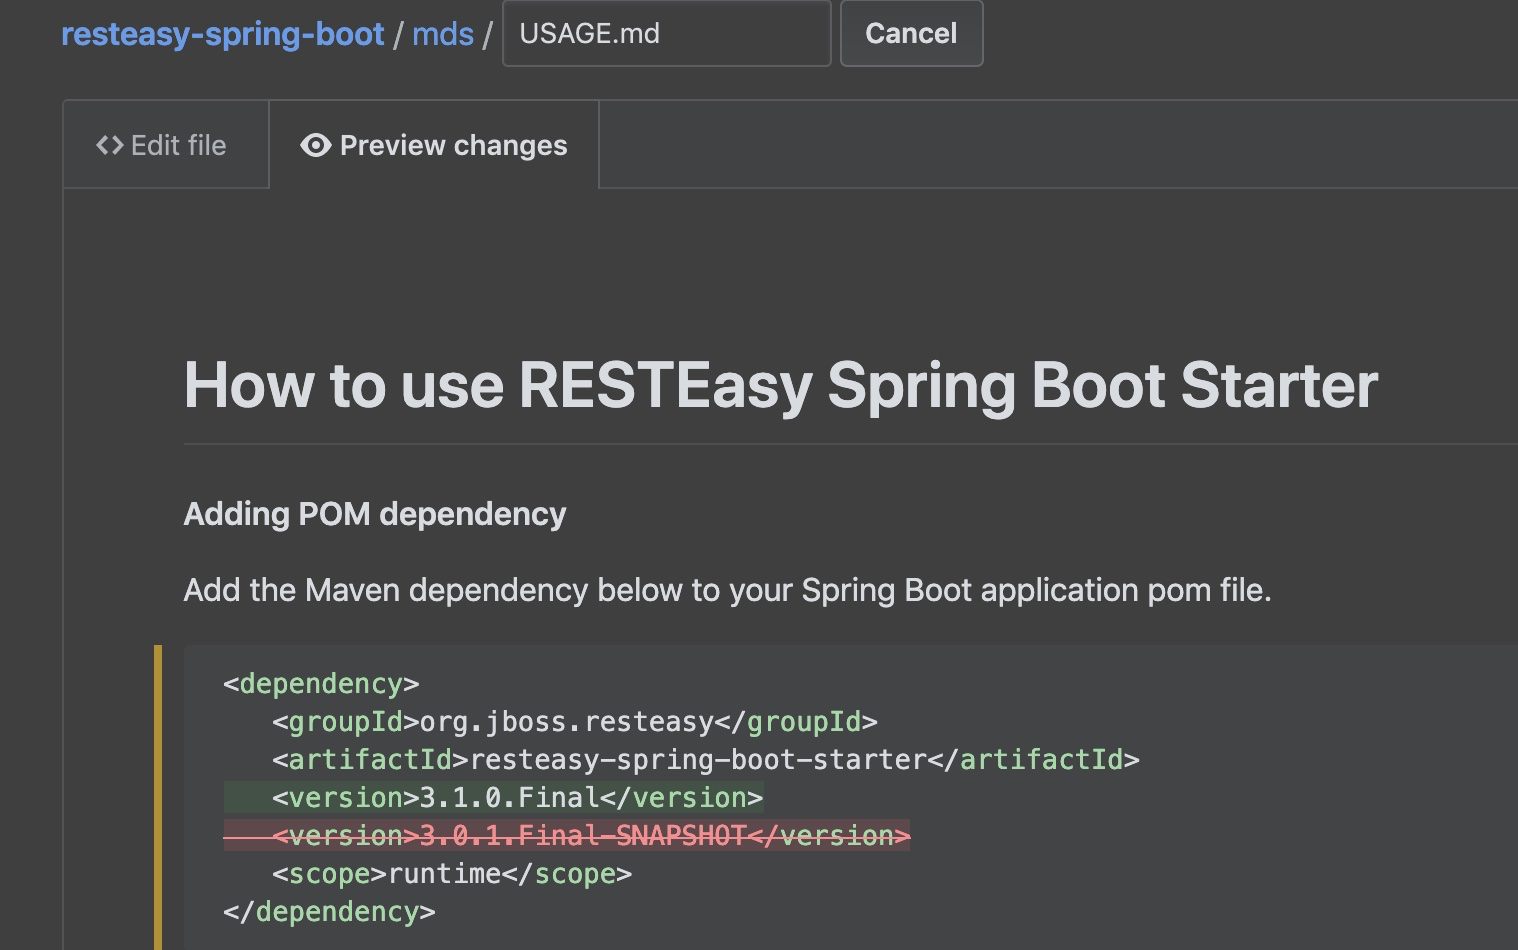 resteasy-spring-boot / mds / USAGE.md Cancel
<> Edit file Preview changes
How to use RESTEasy Spring Boot Starter
Adding POM dependency
Add the Maven dependency below to your Spring Boot application pom file.
<dependency>
   <groupId>org.jboss.resteasy</groupId>
   <artifactId>resteasy-spring-boot-starter</artifactId>
   <version>3.1.0.Final</version>
   <version>3.0.1.Final-SNAPSHOT</version>
   <scope>runtime</scope>
</dependency>